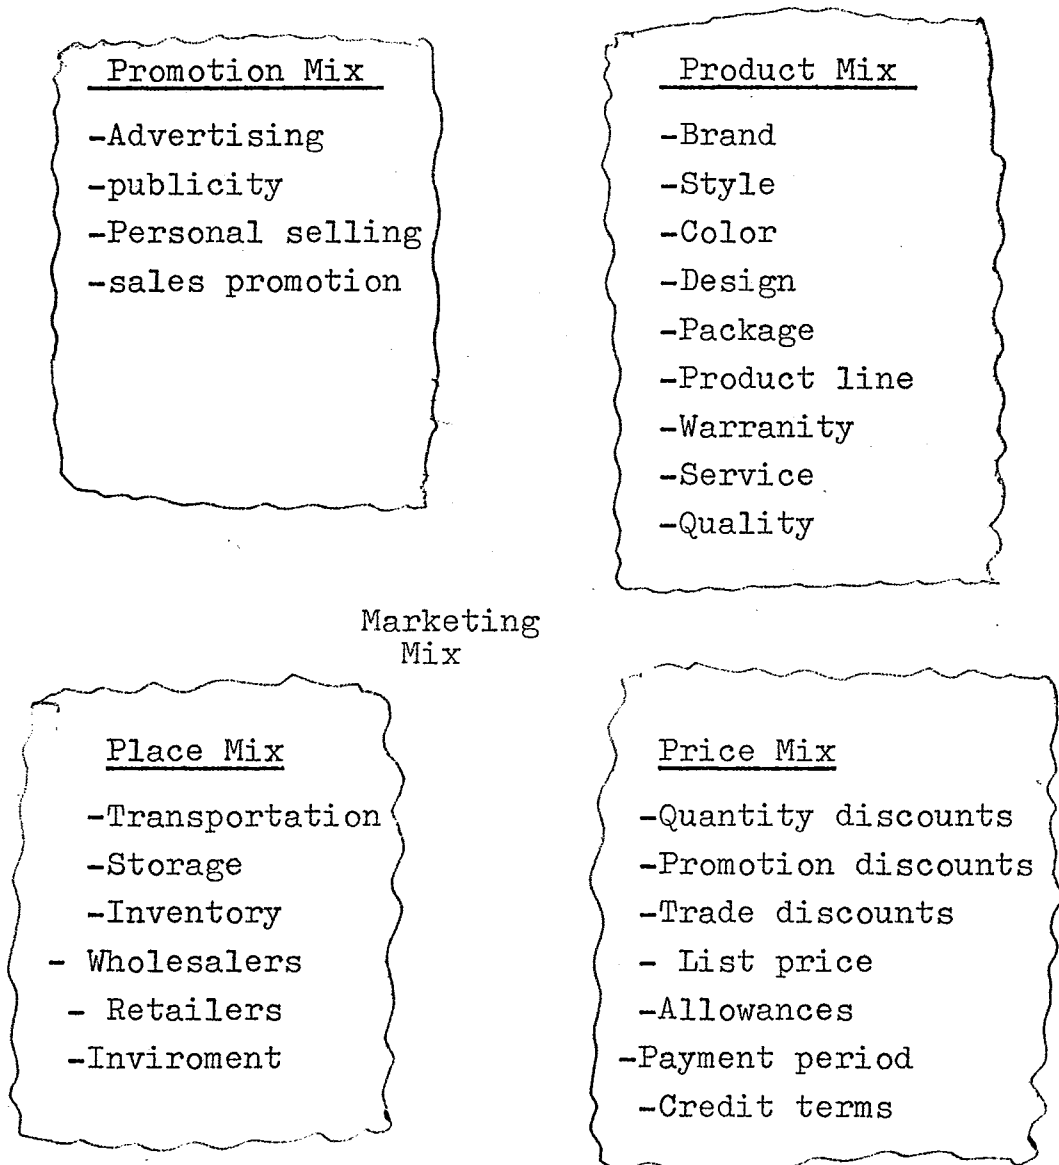 Promotion Mix
-Advertising
-publicity
-Personal selling
-sales promotion
Product Mix
-Brand
-Style
-Color
-Design
-Package
-Product line
-Warranity
-Service
-Quality
Marketing
Mix
Place Mix
-Transportation
-Storage
-Inventory
- Wholesalers
- Retailers
-Inviroment
Price Mix
-Quantity discounts
-Promotion discounts
-Trade discounts
- List price
-Allowances
-Payment period
-Credit terms